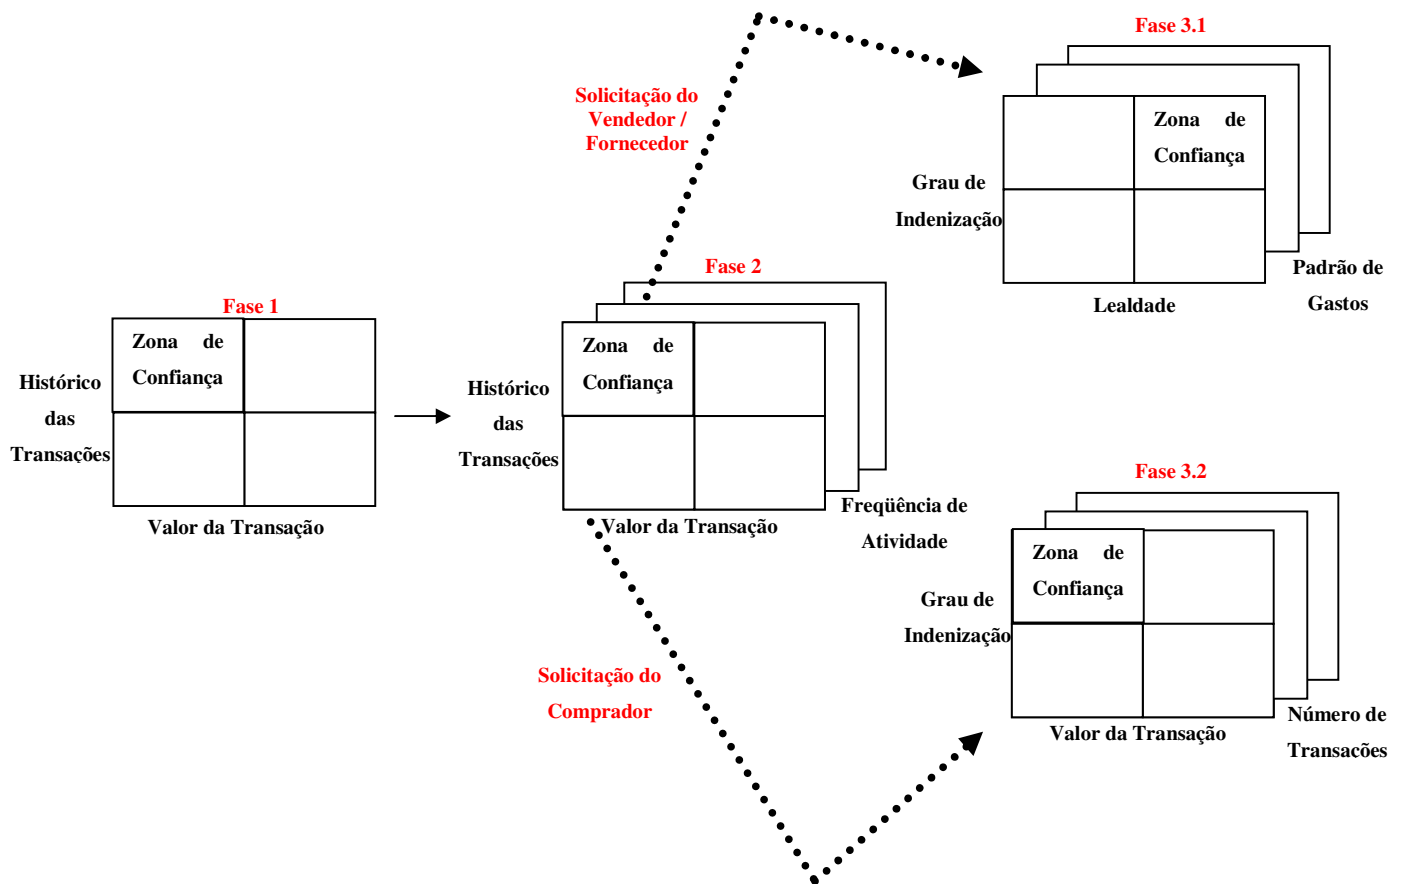 Fase 1
Zona de
Confiança
Histórico
das
Transações
Valor da Transação
Fase 2
Zona de
Confiança
Histórico
das
Transações
Valor da Transação
Freqüência de
Atividade
Solicitação do
Vendedor /
Fornecedor
Fase 3.1
Zona de
Confiança
Grau de
Indenização
Lealdade
Padrão de
Gastos
Solicitação do
Comprador
Fase 3.2
Zona de
Confiança
Grau de
Indenização
Valor da Transação
Número de
Transacões